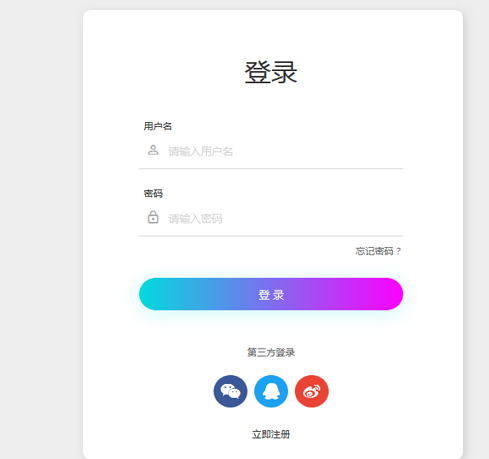 登录
用户名
请输入用户名
密码
请输入密码
忘记密码？
登 录
第三方登录
立即注册